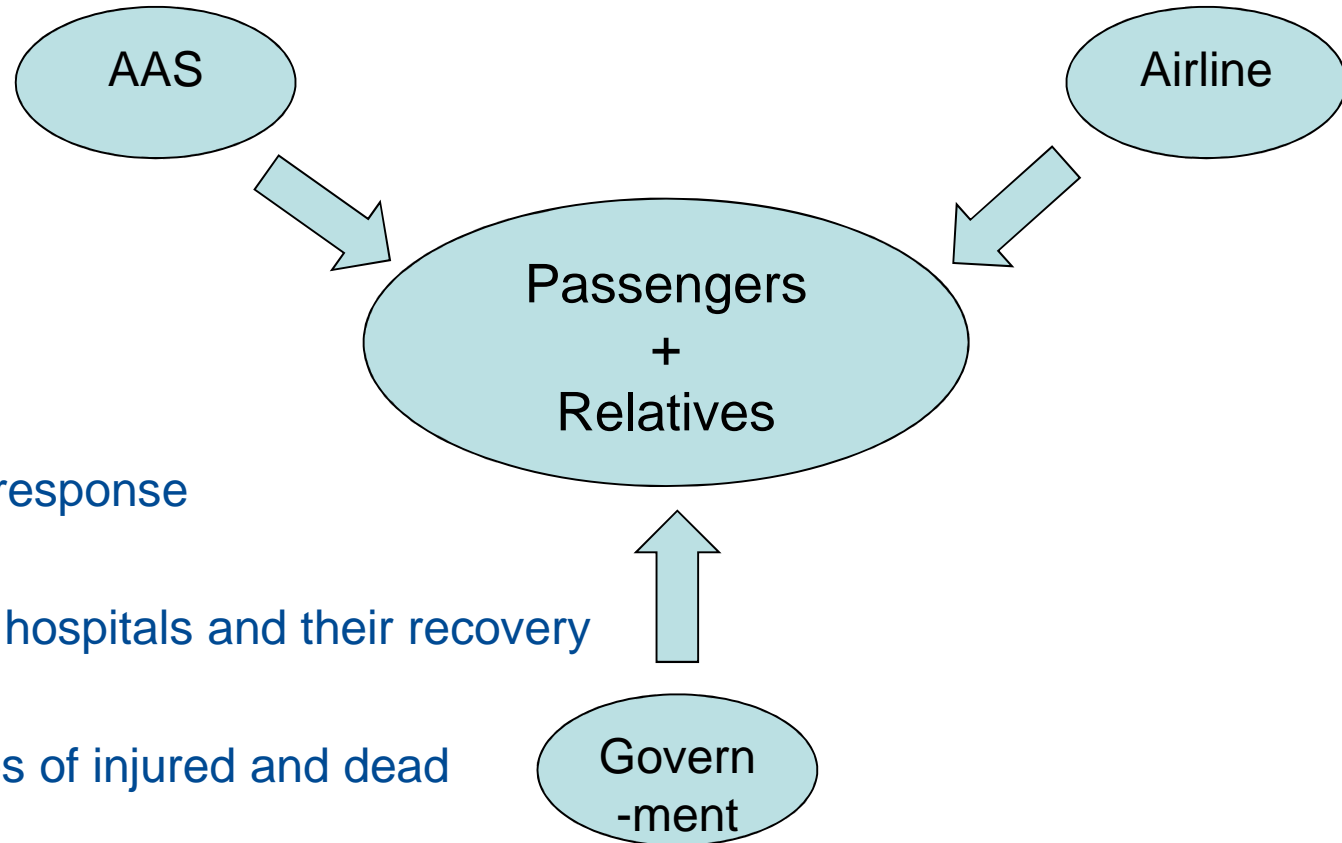 AAS
Airline
Passengers
+
Relatives
response
hospitals and their recovery
s of injured and dead
Govern
-ment